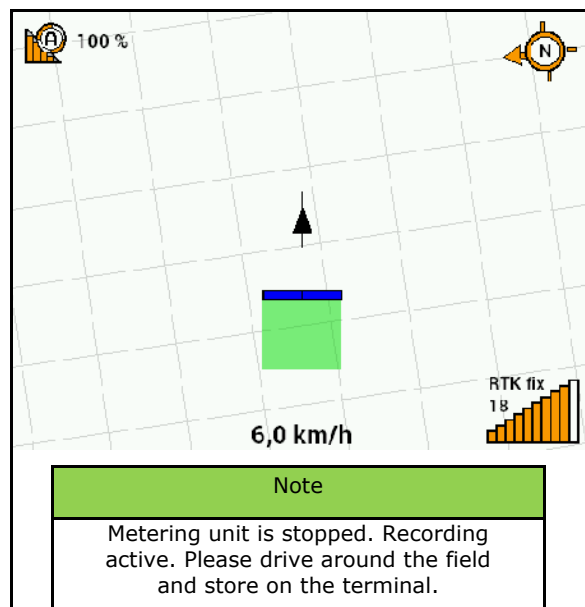 A 100 %
N
RTK fix
18
6,0 km/h
Note
Metering unit is stopped. Recording
active. Please drive around the field
and store on the terminal.